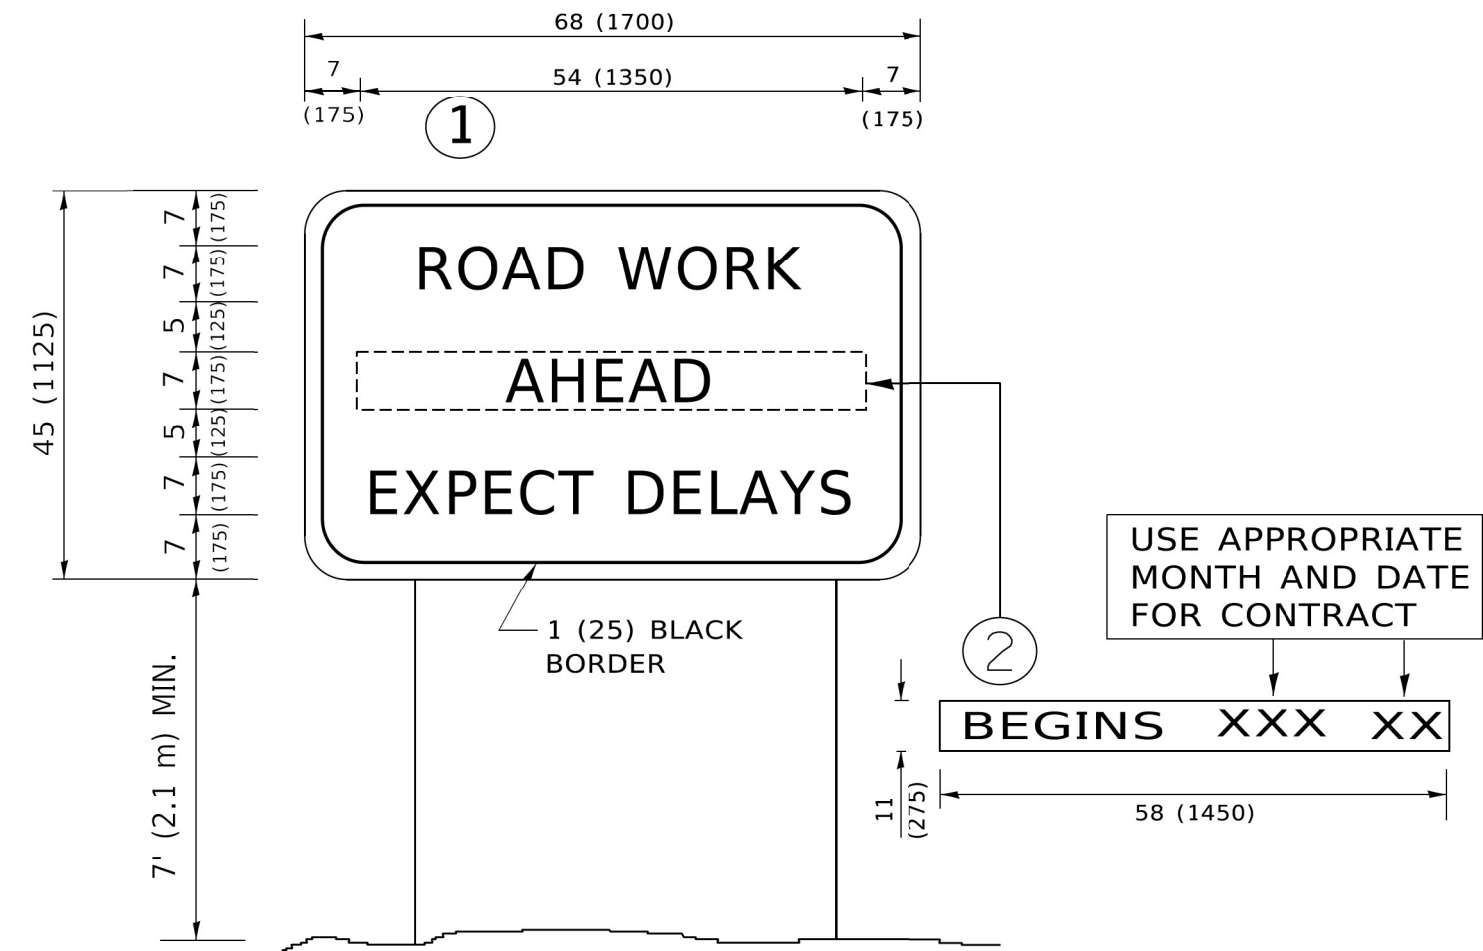 68 (1700)
7
54 (1350)
7
(175)
(175)
1
7
(175)
7
(175)
5
(125)
7
(175)
5
(125)
7
(175)
7
(175)
45 (1125)
ROAD WORK
AHEAD
EXPECT DELAYS
1 (25) BLACK
BORDER
7' (2.1 m) MIN.
USE APPROPRIATE
MONTH AND DATE
FOR CONTRACT
2
BEGINS XXX XX
11
(275)
58 (1450)